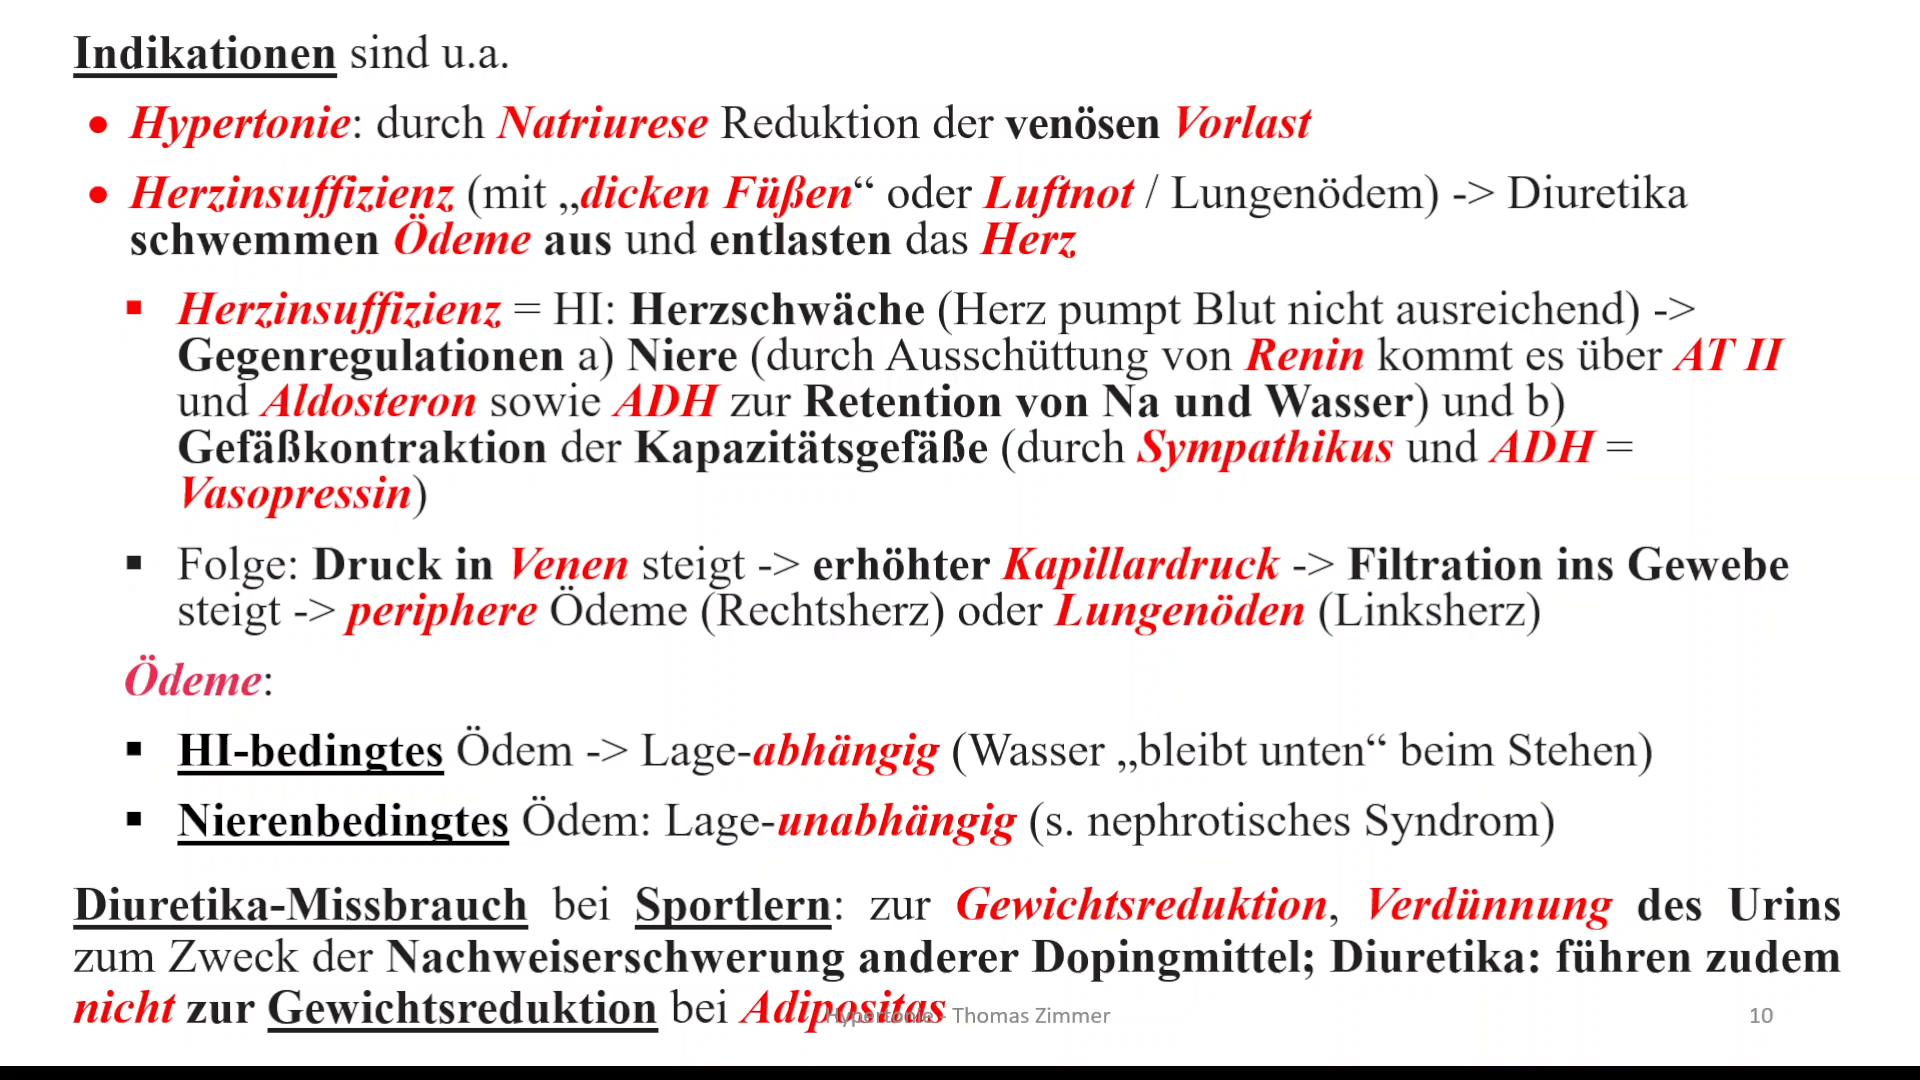 Indikationen sind u.a.
• Hypertonie: durch Natriurese Reduktion der venösen Vorlast
• Herzinsuffizienz (mit „dicken Füßen“ oder Luftnot / Lungenödem) -> Diuretika
schwemmen Ödeme aus und entlasten das Herz
▪ Herzinsuffizienz = HI: Herzschwäche (Herz pumpt Blut nicht ausreichend) ->
Gegenregulationen a) Niere (durch Ausschüttung von Renin kommt es über AT II
und Aldosteron sowie ADH zur Retention von Na und Wasser) und b)
Gefäßkontraktion der Kapazitätsgefäße (durch Sympathikus und ADH =
Vasopressin)
▪ Folge: Druck in Venen steigt -> erhöhter Kapillardruck -> Filtration ins Gewebe
steigt -> periphere Ödeme (Rechtsherz) oder Lungenöden (Linksherz)
Ödeme:
▪ HI-bedingtes Ödem -> Lage-abhängig (Wasser „bleibt unten“ beim Stehen)
▪ Nierenbedingtes Ödem: Lage-unabhängig (s. nephrotisches Syndrom)
Diuretika-Missbrauch bei Sportlern: zur Gewichtsreduktion, Verdünnung des Urins
zum Zweck der Nachweiserschwerung anderer Dopingmittel; Diuretika: führen zudem
nicht zur Gewichtsreduktion bei Adipositas
Hypertonie - Thomas Zimmer
10